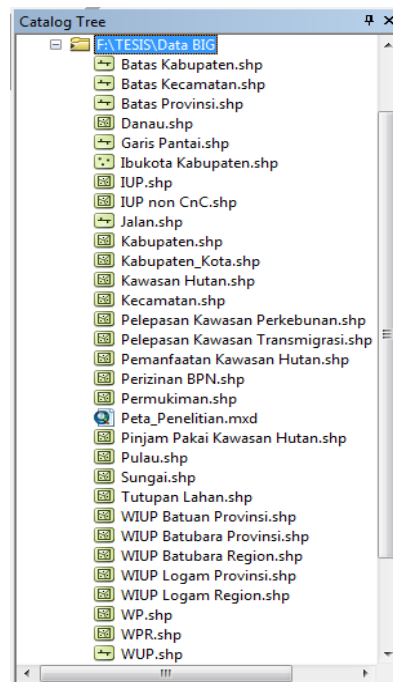 Catalog Tree
F:\TESIS\Data BIG
Batas Kabupaten.shp
Batas Kecamatan.shp
Batas Provinsi.shp
Danau.shp
Garis Pantai.shp
Ibukota Kabupaten.shp
IUP.shp
IUP non CnC.shp
Jalan.shp
Kabupaten.shp
Kabupaten_Kota.shp
Kawasan Hutan.shp
Kecamatan.shp
Pelepasan Kawasan Perkebunan.shp
Pelepasan Kawasan Transmigrasi.shp
Pemanfaatan Kawasan Hutan.shp
Perizinan BPN.shp
Permukiman.shp
Peta_Penelitian.mxd
Pinjam Pakai Kawasan Hutan.shp
Pulau.shp
Sungai.shp
Tutupan Lahan.shp
WIUP Batuan Provinsi.shp
WIUP Batubara Provinsi.shp
WIUP Batubara Region.shp
WIUP Logam Provinsi.shp
WIUP Logam Region.shp
WP.shp
WPR.shp
WUP.shp